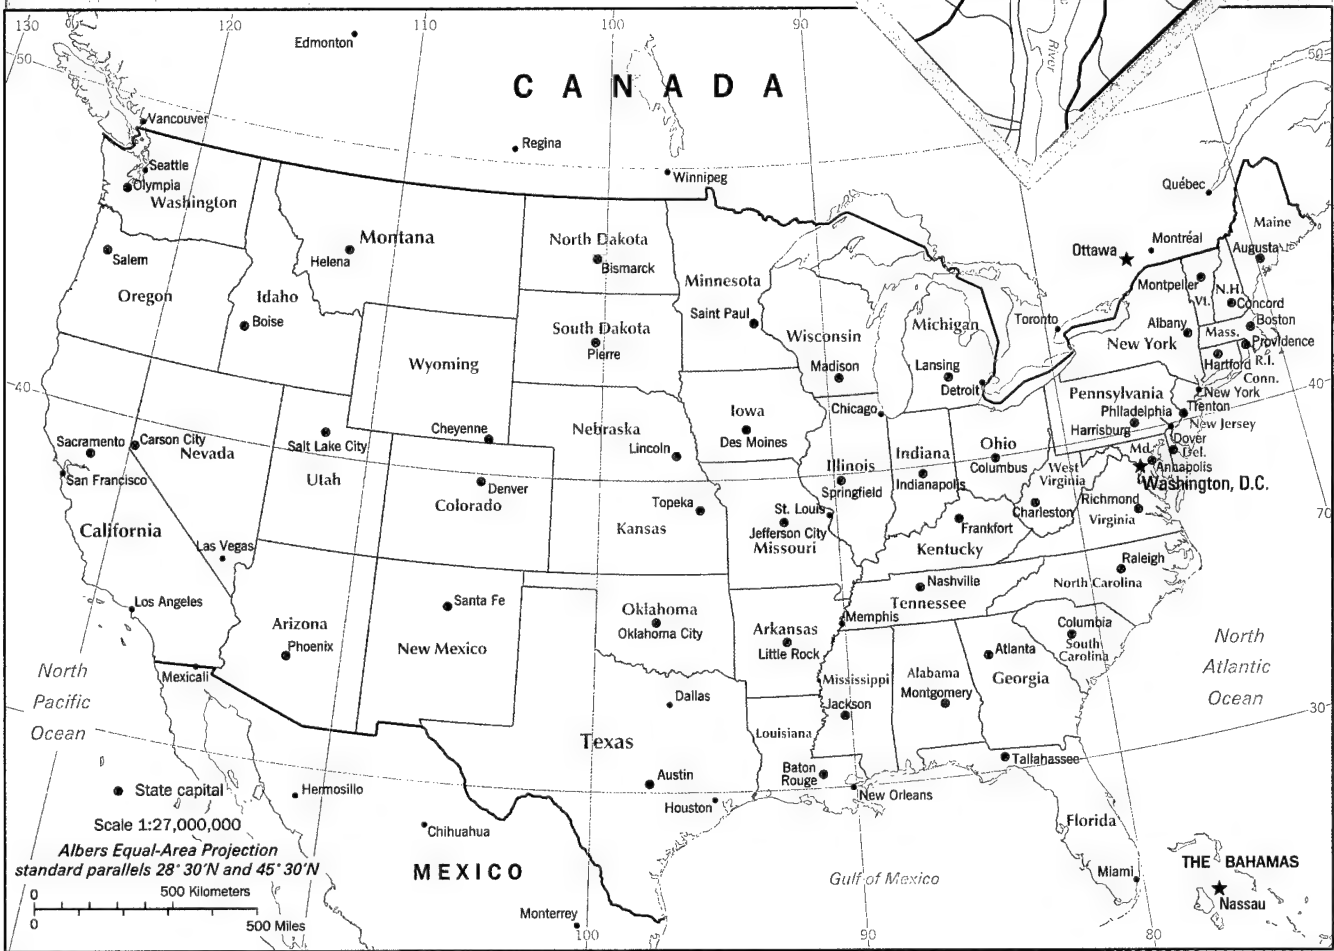 130
120
110
100
90
50
50
Edmonton
CANADA
River
Vancouver
Regina
Winnipeg
Seattle
Olympia
Washington
Québec
Maine
Montana
North Dakota
Ottawa
Montréal
Augusta
Salem
Helena
Bismarck
Minnesota
Montpelier
N.H.
Vt.
Concord
Oregon
Idaho
Boise
South Dakota
Pierre
Saint Paul
Wisconsin
Michigan
Toronto
Albany
New York
Mass.
Boston
Providence
Hartford
R.I.
Conn.
Wyoming
Madison
Lansing
Detroit
40
40
Pennsylvania
New York
Philadelphia
Trenton
Harrisburg
New Jersey
Iowa
Des Moines
Chicago
Cheyenne
Nebraska
Lincoln
Ohio
Columbus
Dover
Del.
Md.
Annapolis
Washington, D.C.
Sacramento
Carson City
Nevada
Salt Lake City
San Francisco
Utah
Denver
Colorado
Illinois
Springfield
Indiana
Indianapolis
West
Virginia
Charleston
Richmond
Virginia
70
Topeka
Kansas
St. Louis
Jefferson City
Missouri
Frankfort
Kentucky
California
Las Vegas
Raleigh
North Carolina
Los Angeles
Santa Fe
Nashville
Tennessee
Memphis
Arizona
Phoenix
New Mexico
Oklahoma
Oklahoma City
Arkansas
Little Rock
Columbia
South
Carolina
Atlanta
Georgia
Alabama
Montgomery
Mississippi
Jackson
North
Atlantic
Ocean
North
Pacific
Ocean
Mexicali
Dallas
30
Texas
Louisiana
Austin
Baton
Rouge
Tallahassee
Houston
New Orleans
State capital
Hermosillo
Scale 1:27,000,000
Chihuahua
Florida
Albers Equal-Area Projection
standard parallels 28°30'N and 45°30'N
MEXICO
Gulf of Mexico
Miami
THE BAHAMAS
Nassau
0
500 Kilometers
0
500 Miles
Monterrey
100
90
80